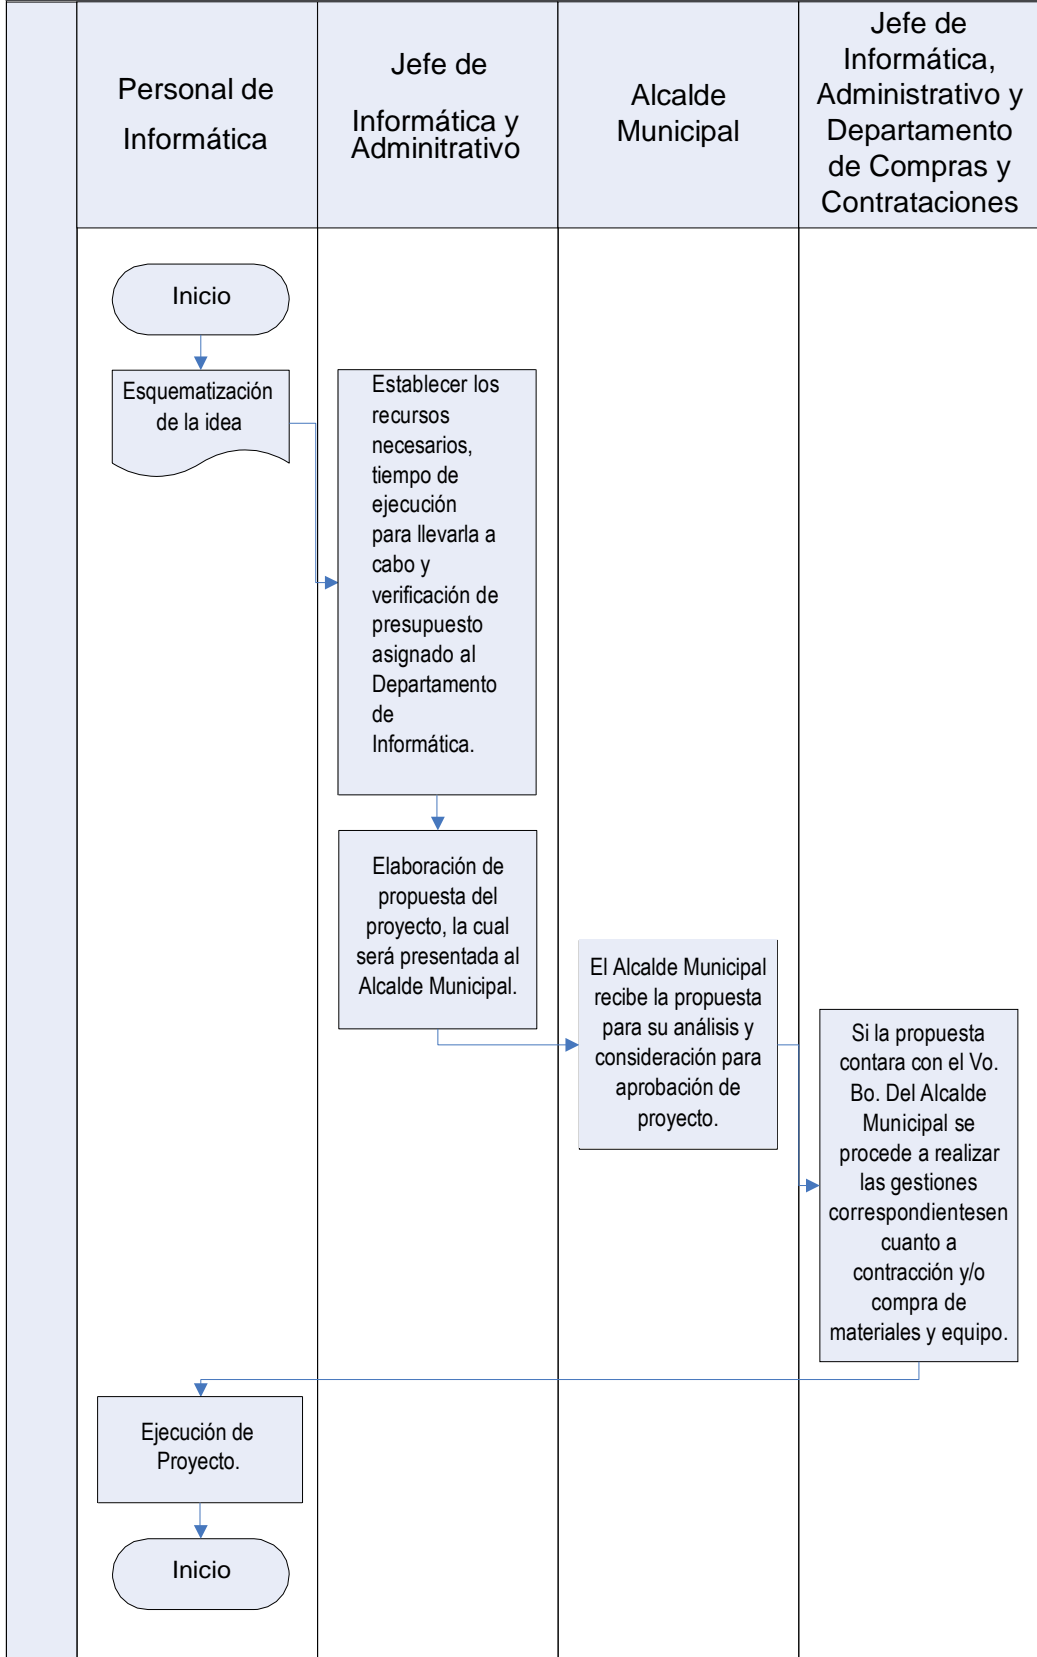 Personal de
Informática
Jefe de
Informática y
Adminitrativo
Alcalde
Municipal
Jefe de
Informática,
Administrativo y
Departamento
de Compras y
Contrataciones
Inicio
Esquematización
de la idea
Establecer los
recursos
necesarios,
tiempo de
ejecución
para llevarla a
cabo y
verificación de
presupuesto
asignado al
Departamento
de
Informática.
Elaboración de
propuesta del
proyecto, la cual
será presentada al
Alcalde Municipal.
El Alcalde Municipal
recibe la propuesta
para su análisis y
consideración para
aprobación de
proyecto.
Si la propuesta
contara con el Vo.
Bo. Del Alcalde
Municipal se
procede a realizar
las gestiones
correspondientesen
cuanto a
contracción y/o
compra de
materiales y equipo.
Ejecución de
Proyecto.
Inicio